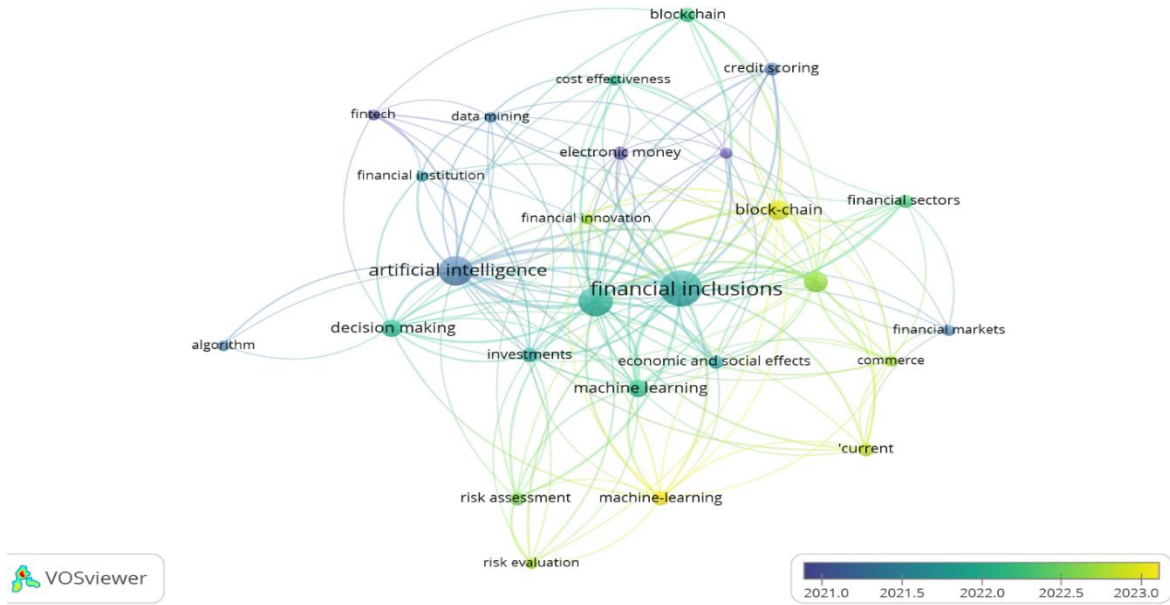 blockchain
credit scoring
cost effectiveness
fintech
data mining
electronic money
financial institution
financial sectors
block-chain
financial innovation
artificial intelligence
financial inclusions
decision making
financial markets
algorithm
investments
economic and social effects
commerce
machine learning
'current
risk assessment
machine-learning
risk evaluation
VOSviewer
2021.0 2021.5 2022.0 2022.5 2023.0